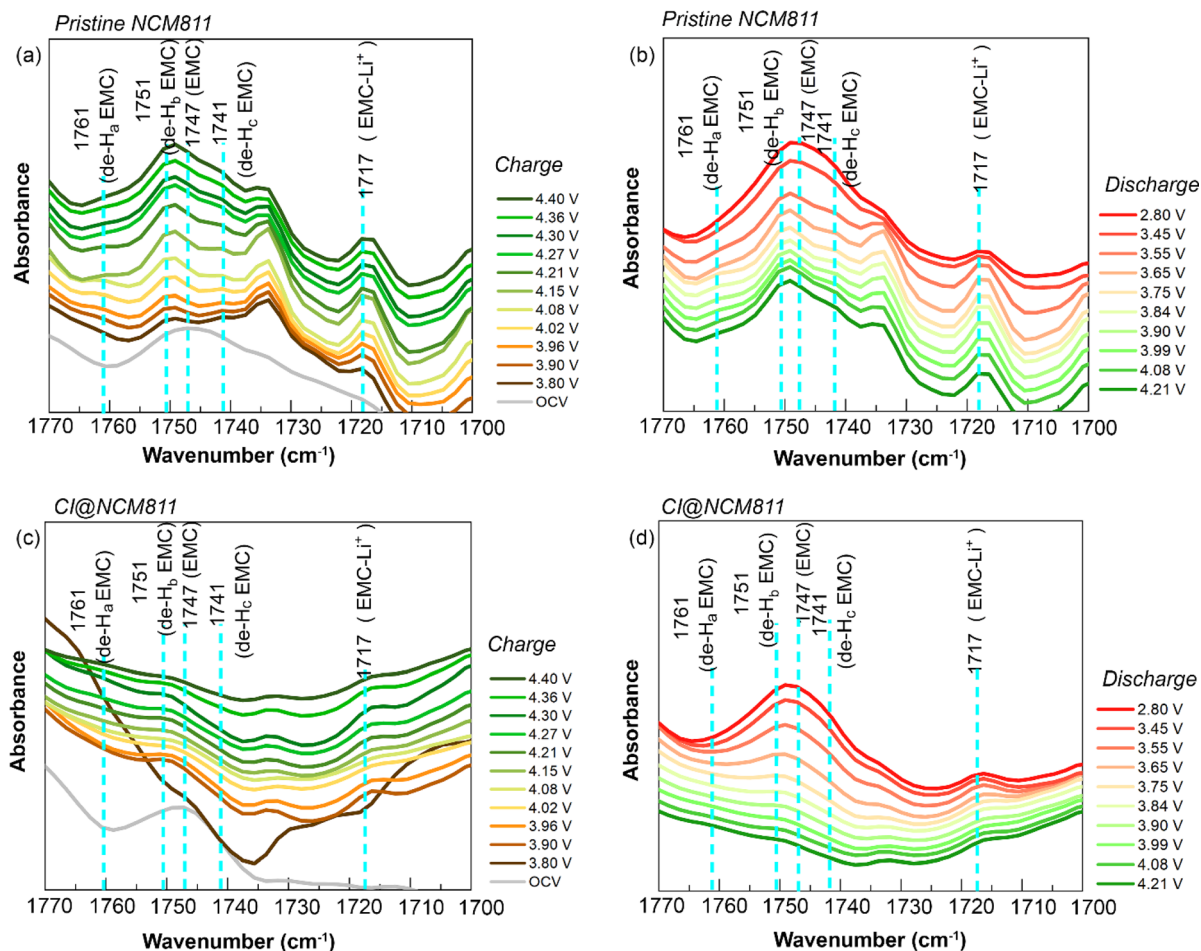 Pristine NCM811
(a)
1761
(de-Hₐ EMC)
1751
(de-H_b EMC)
1747 (EMC)
1741
(de-H_c EMC)
1717 ( EMC-Li⁺ )
Absorbance
1770 1760 1750 1740 1730 1720 1710 1700
Wavenumber (cm⁻¹)
Charge
4.40 V
4.36 V
4.30 V
4.27 V
4.21 V
4.15 V
4.08 V
4.02 V
3.96 V
3.90 V
3.80 V
OCV
Pristine NCM811
(b)
1761
(de-Hₐ EMC)
1751
(de-H_b EMC)
1747 (EMC)
1741
(de-H_c EMC)
1717 ( EMC-Li⁺ )
Absorbance
1770 1760 1750 1740 1730 1720 1710 1700
Wavenumber (cm⁻¹)
Discharge
2.80 V
3.45 V
3.55 V
3.65 V
3.75 V
3.84 V
3.90 V
3.99 V
4.08 V
4.21 V
CI@NCM811
(c)
1761
(de-Hₐ EMC)
1751
(de-H_b EMC)
1747 (EMC)
1741
(de-H_c EMC)
1717 ( EMC-Li⁺ )
Absorbance
1770 1760 1750 1740 1730 1720 1710 1700
Wavenumber (cm⁻¹)
Charge
4.40 V
4.36 V
4.30 V
4.27 V
4.21 V
4.15 V
4.08 V
4.02 V
3.96 V
3.90 V
3.80 V
OCV
CI@NCM811
(d)
1761
(de-Hₐ EMC)
1751
(de-H_b EMC)
1747 (EMC)
1741
(de-H_c EMC)
1717 ( EMC-Li⁺ )
Absorbance
1770 1760 1750 1740 1730 1720 1710 1700
Wavenumber (cm⁻¹)
Discharge
2.80 V
3.45 V
3.55 V
3.65 V
3.75 V
3.84 V
3.90 V
3.99 V
4.08 V
4.21 V